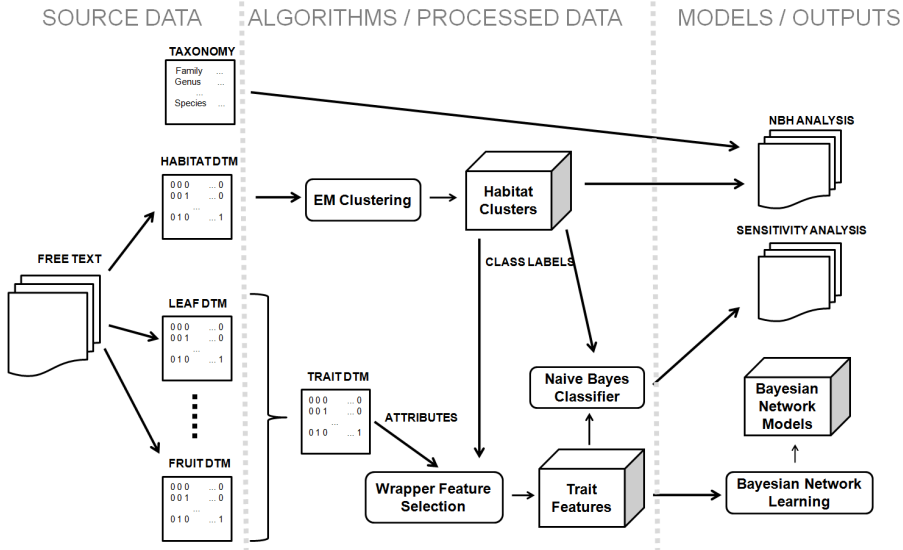 SOURCE DATA
ALGORITHMS / PROCESSED DATA
MODELS / OUTPUTS
TAXONOMY
Family ...
Genus ...
...
Species ...
NBH ANALYSIS
HABITAT DTM
0 0 0 ... 0
0 0 1 ... 0
...
0 1 0 ... 1
EM Clustering
Habitat
Clusters
SENSITIVITY ANALYSIS
FREE TEXT
CLASS LABELS
LEAF DTM
0 0 0 ... 0
0 0 1 ... 0
...
0 1 0 ... 1
TRAIT DTM
0 0 0 ... 0
0 0 1 ... 0
...
0 1 0 ... 1
ATTRIBUTES
Naive Bayes
Classifier
Bayesian
Network
Models
FRUIT DTM
0 0 0 ... 0
0 0 1 ... 0
...
0 1 0 ... 1
Wrapper Feature
Selection
Trait
Features
Bayesian Network
Learning